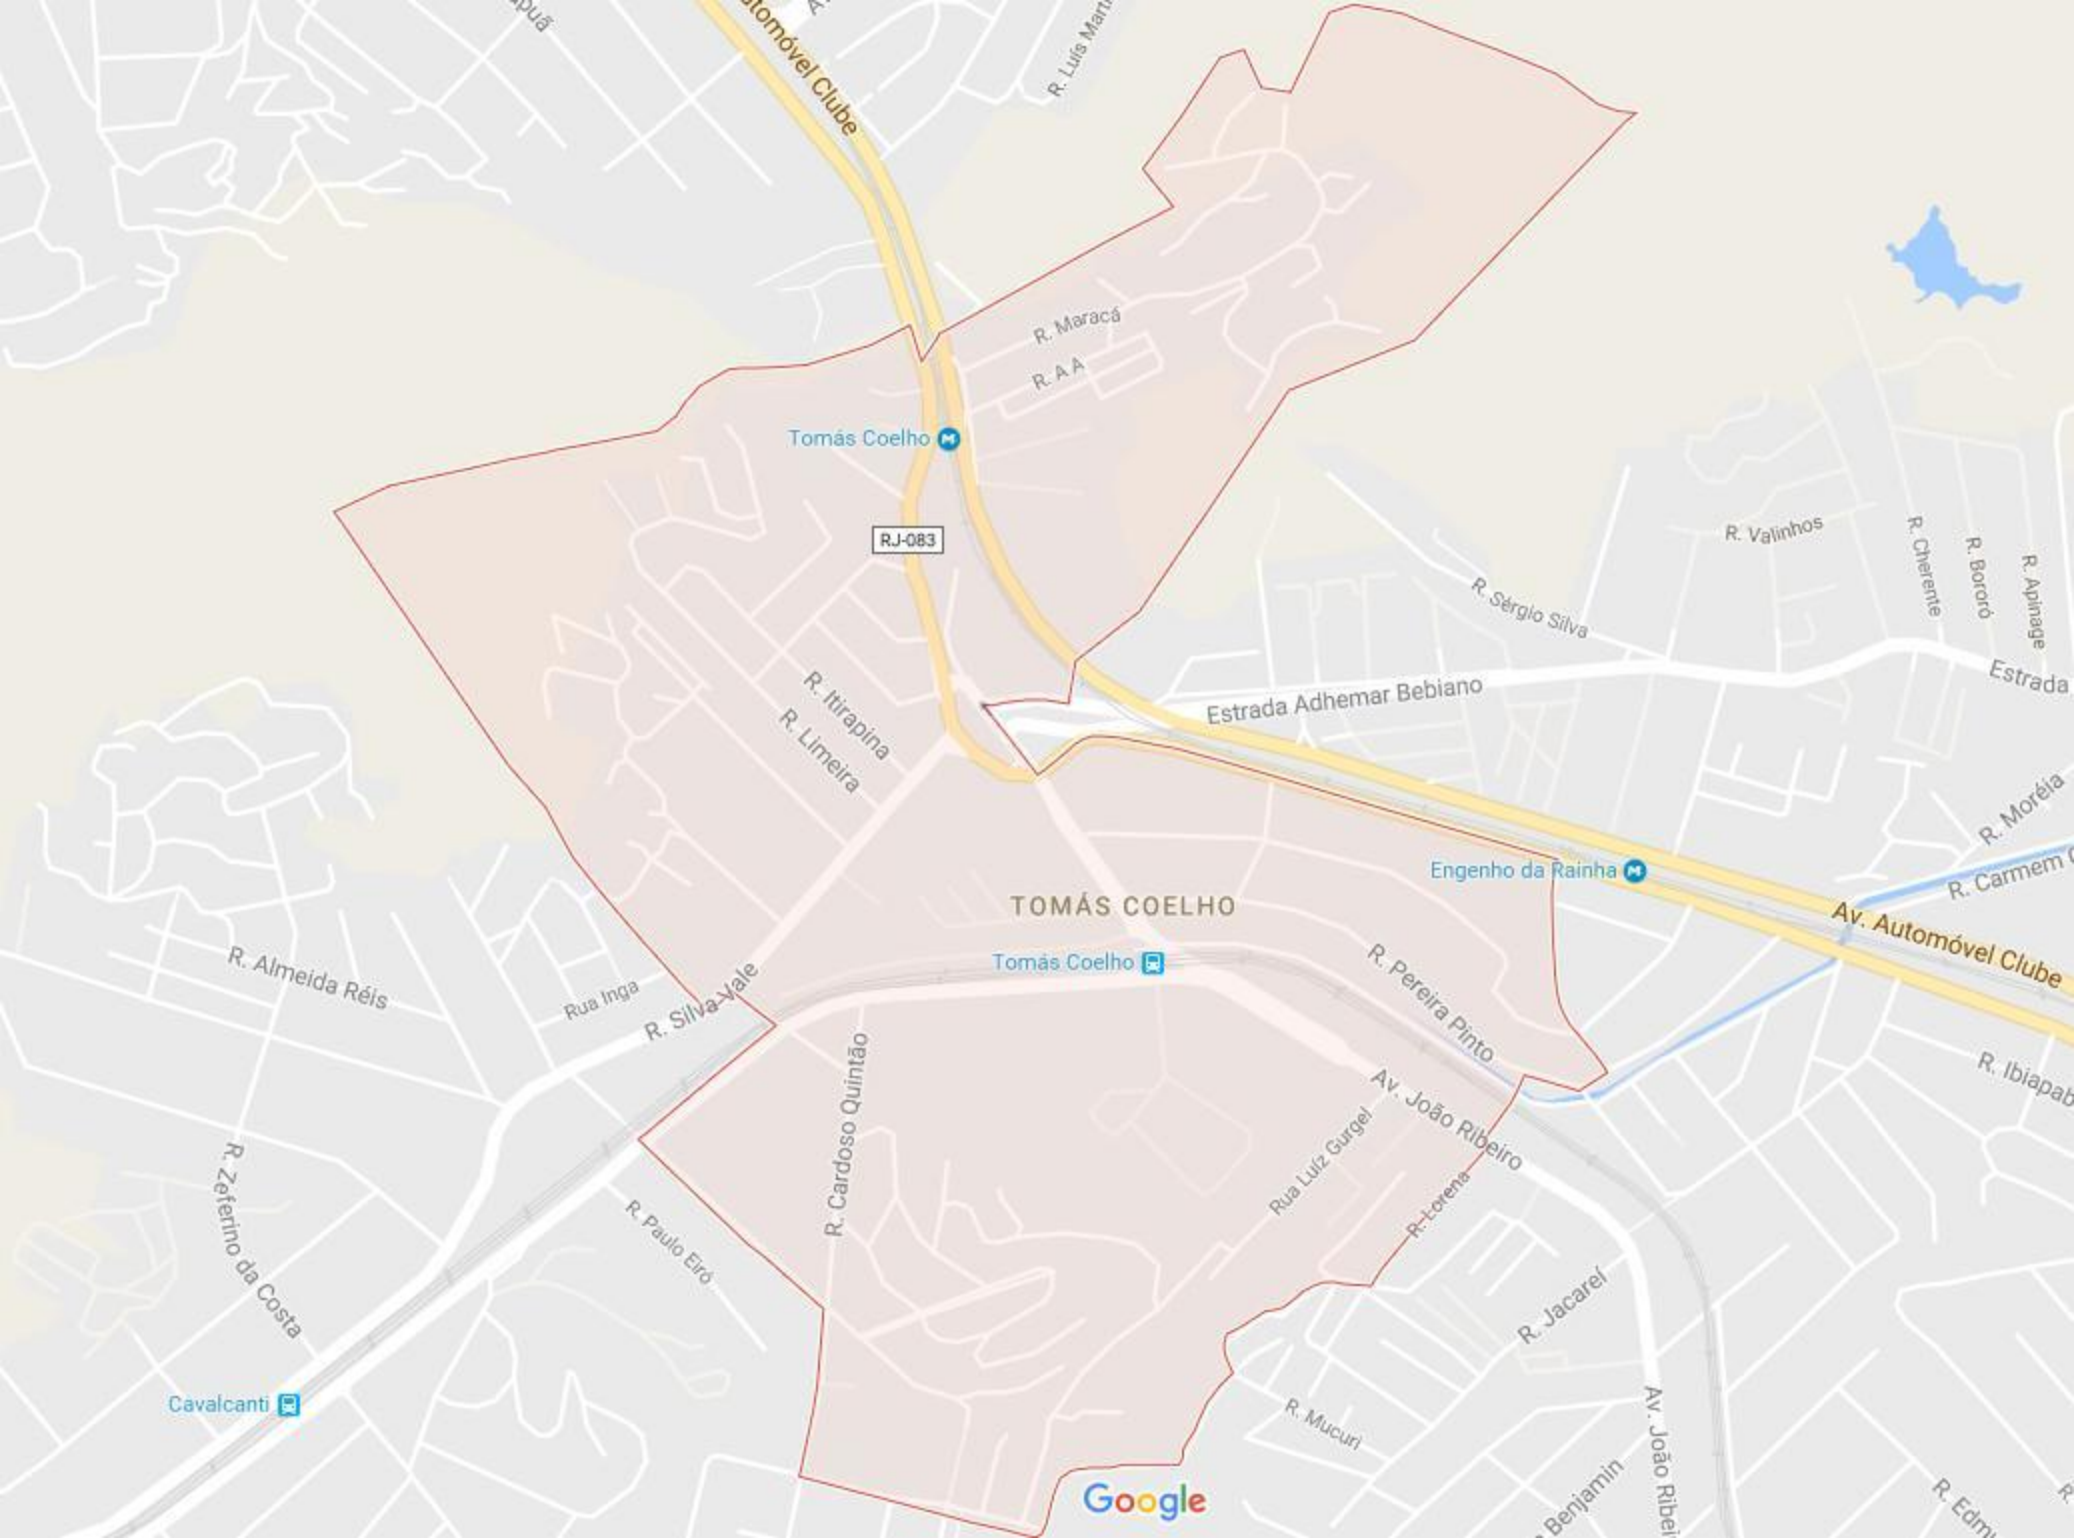 Automóvel Clube
R. Luís Mart
R. Maracá
R. A A
Tomás Coelho
RJ-083
R. Valinhos
R. Cherente
R. Bororó
R. Apinage
R. Sérgio Silva
Estrada Adhemar Bebiano
Estrada
R. Itirapina
R. Limeira
R. Moréia
R. Carmem
Engenho da Rainha
Av. Automóvel Clube
TOMÁS COELHO
Tomás Coelho
R. Pereira Pinto
R. Almeida Réis
Rua Inga
R. Silva Vale
R. Cardoso Quintão
Av. João Ribeiro
R. Ibiapab
Rua Luíz Gurgel
R. Lorena
R. Zeferino da Costa
R. Paulo Eiró
R. Jacareí
Cavalcanti
R. Mucuri
Av. João Ribei
Benjamin
R. Edm
Google